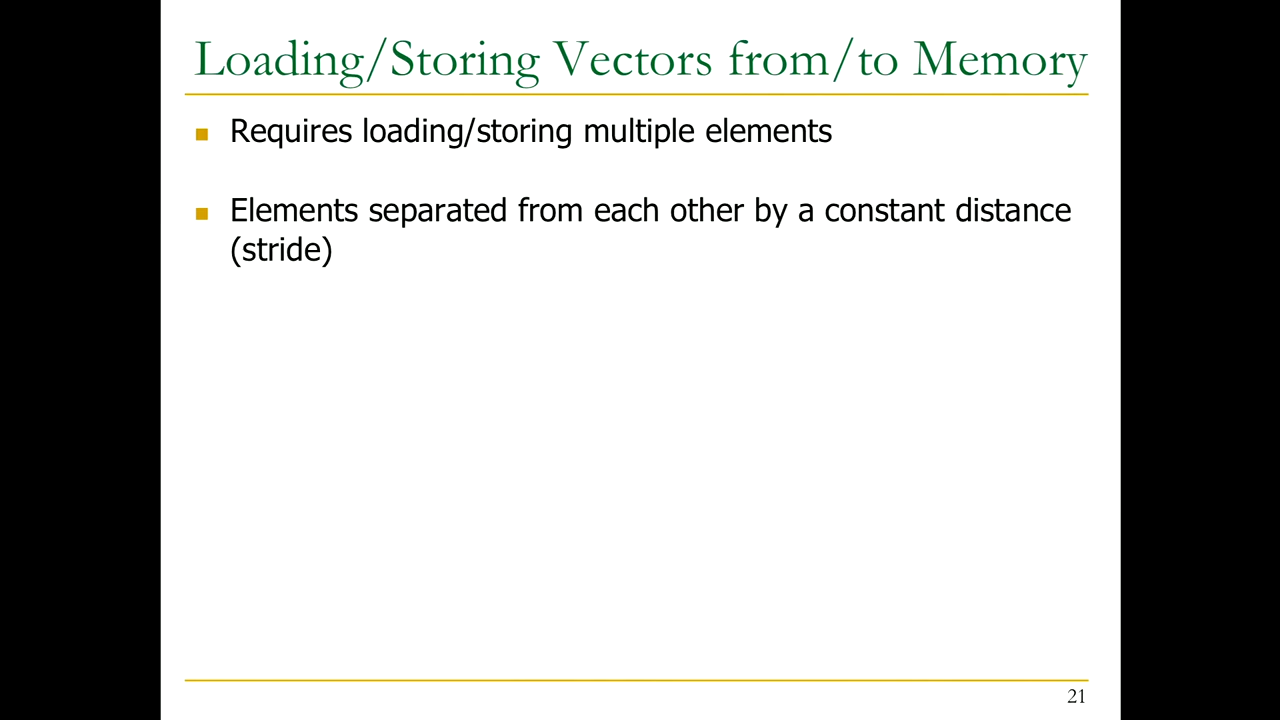 Loading/Storing Vectors from/to Memory
Requires loading/storing multiple elements
Elements separated from each other by a constant distance
(stride)
21